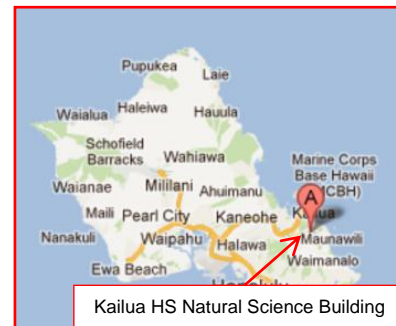 Pupukea
Laie
Waialua Haleiwa Hauula
Schofield
Barracks Wahiawa
Marine Corps
Base Hawaii
(MCBH)
A
Waianae Mililani Ahuimanu
Maili Pearl City Kaneohe
Nanakuli Waipahu Halawa Maunawili
Waimanalo
Ewa Beach
Kailua HS Natural Science Building